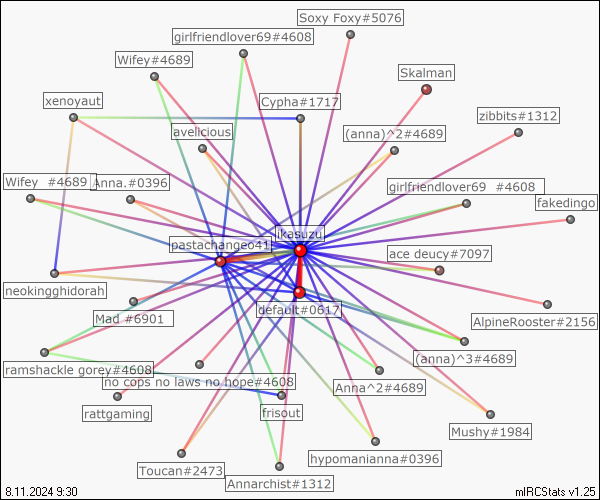 Soxy Foxy#5076
girlfriendlover69#4608
Wifey#4689
Skalman
xenoyaut
Cypha#1717
zibbits#1312
avelicious
(anna)^2#4689
Wifey #4689
Anna.#0396
girlfriendlover69 #4608
fakedingo
ikasuzu
pastachangeo41
ace deucy#7097
neokingghidorah
Mad #6901
default#0617
AlpineRooster#2156
(anna)^3#4689
ramshackle gorey#4608
no cops no laws no hope#4608
Anna^2#4689
rattgaming
frisout
Mushy#1984
hypomanianna#0396
Toucan#2473
Annarchist#1312
8.11.2024 9:30
mIRCStats v1.25